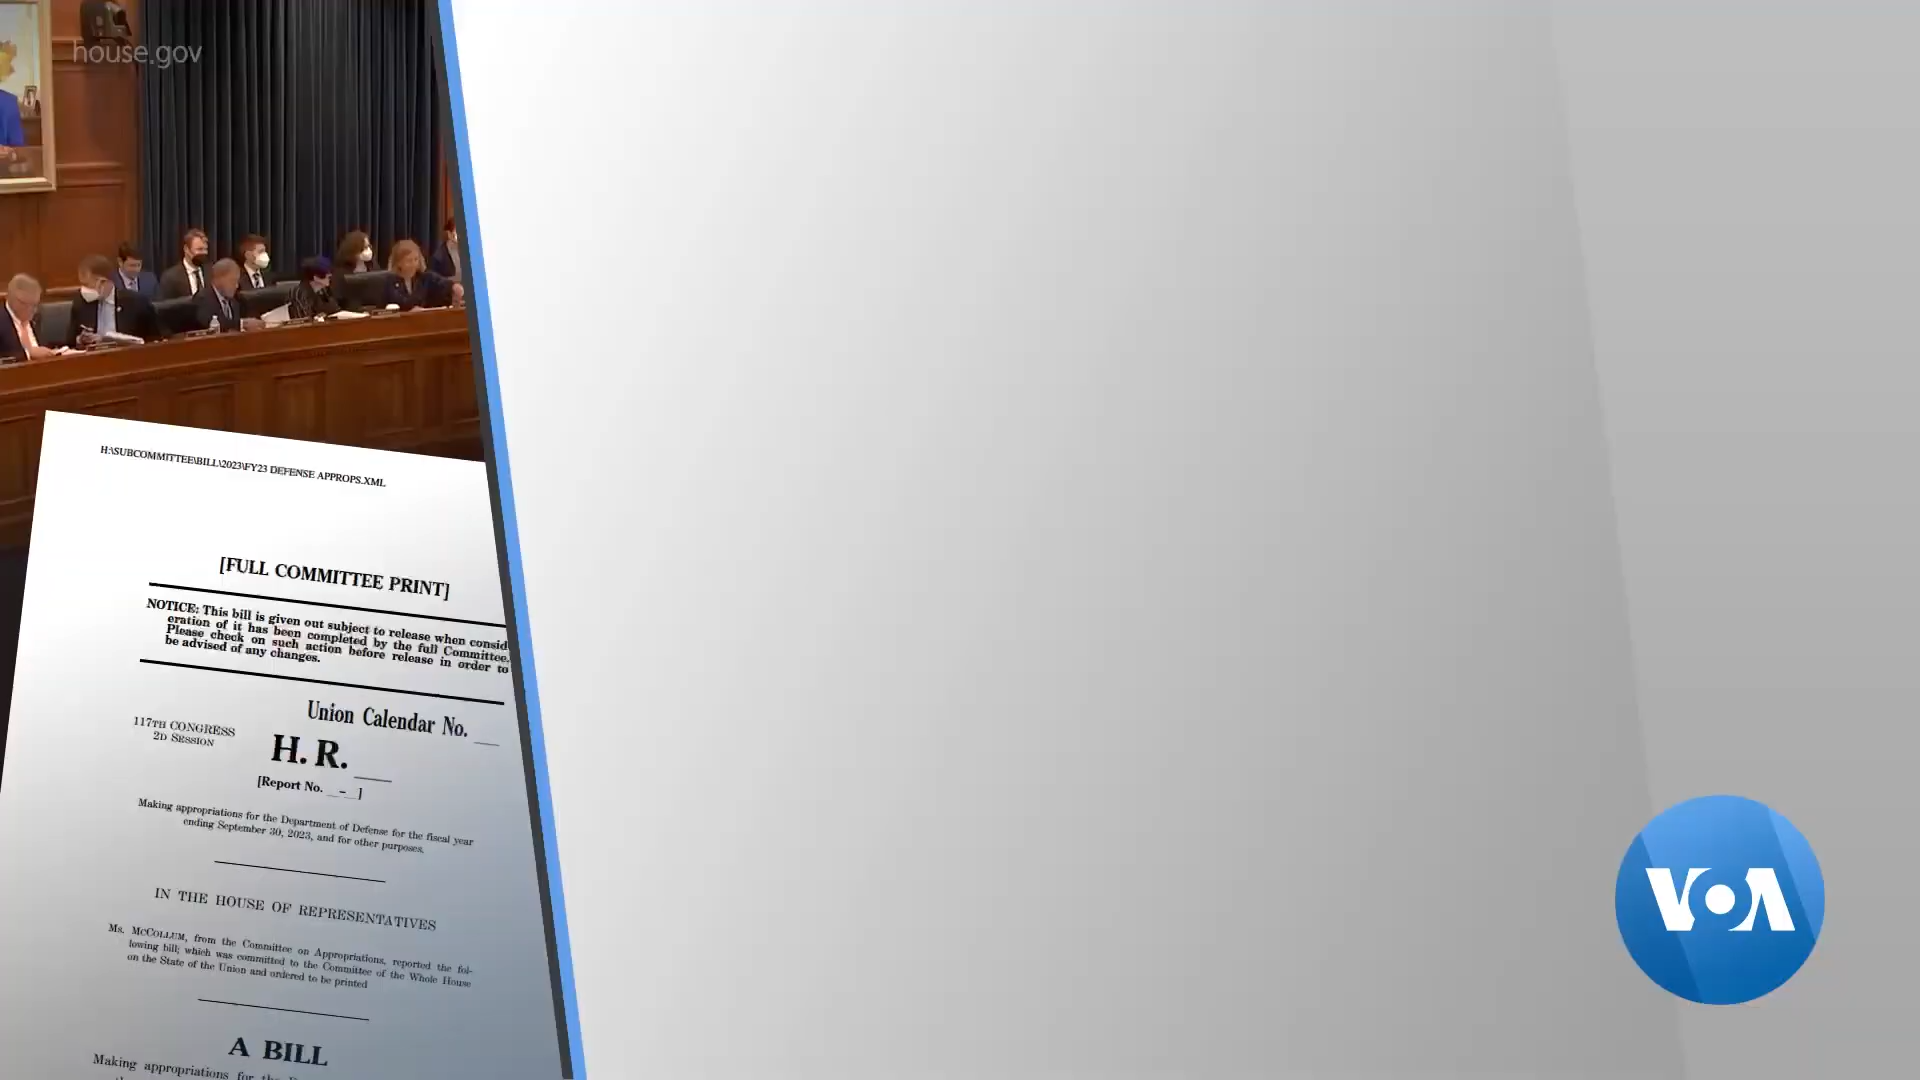 house.gov
H:\SUBCOMMITTEE\BILL\2023\FY23 DEFENSE APPROPS.XML
[FULL COMMITTEE PRINT]
NOTICE: This bill is given out subject to release when consid
eration of it has been completed by the full Committee.
Please check on such action before release in order to
be advised of any changes.
Union Calendar No. __
117TH CONGRESS
2D SESSION
H. R. __
[Report No. __–__]
Making appropriations for the Department of Defense for the fiscal year
ending September 30, 2023, and for other purposes.
IN THE HOUSE OF REPRESENTATIVES
Ms. MCCOLLUM, from the Committee on Appropriations, reported the fol-
lowing bill; which was committed to the Committee of the Whole House
on the State of the Union and ordered to be printed
A BILL
Making appropriations for the
VOA